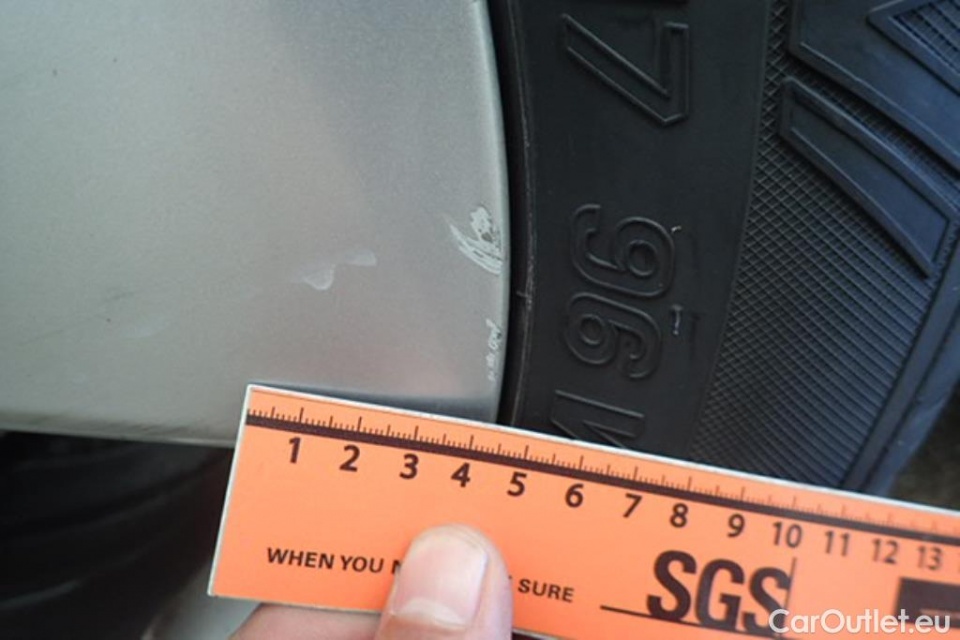 96
1 2 3 4 5 6 7 8 9 10 11 12 13
WHEN YOU
SURE
SGS
CarOutlet.eu